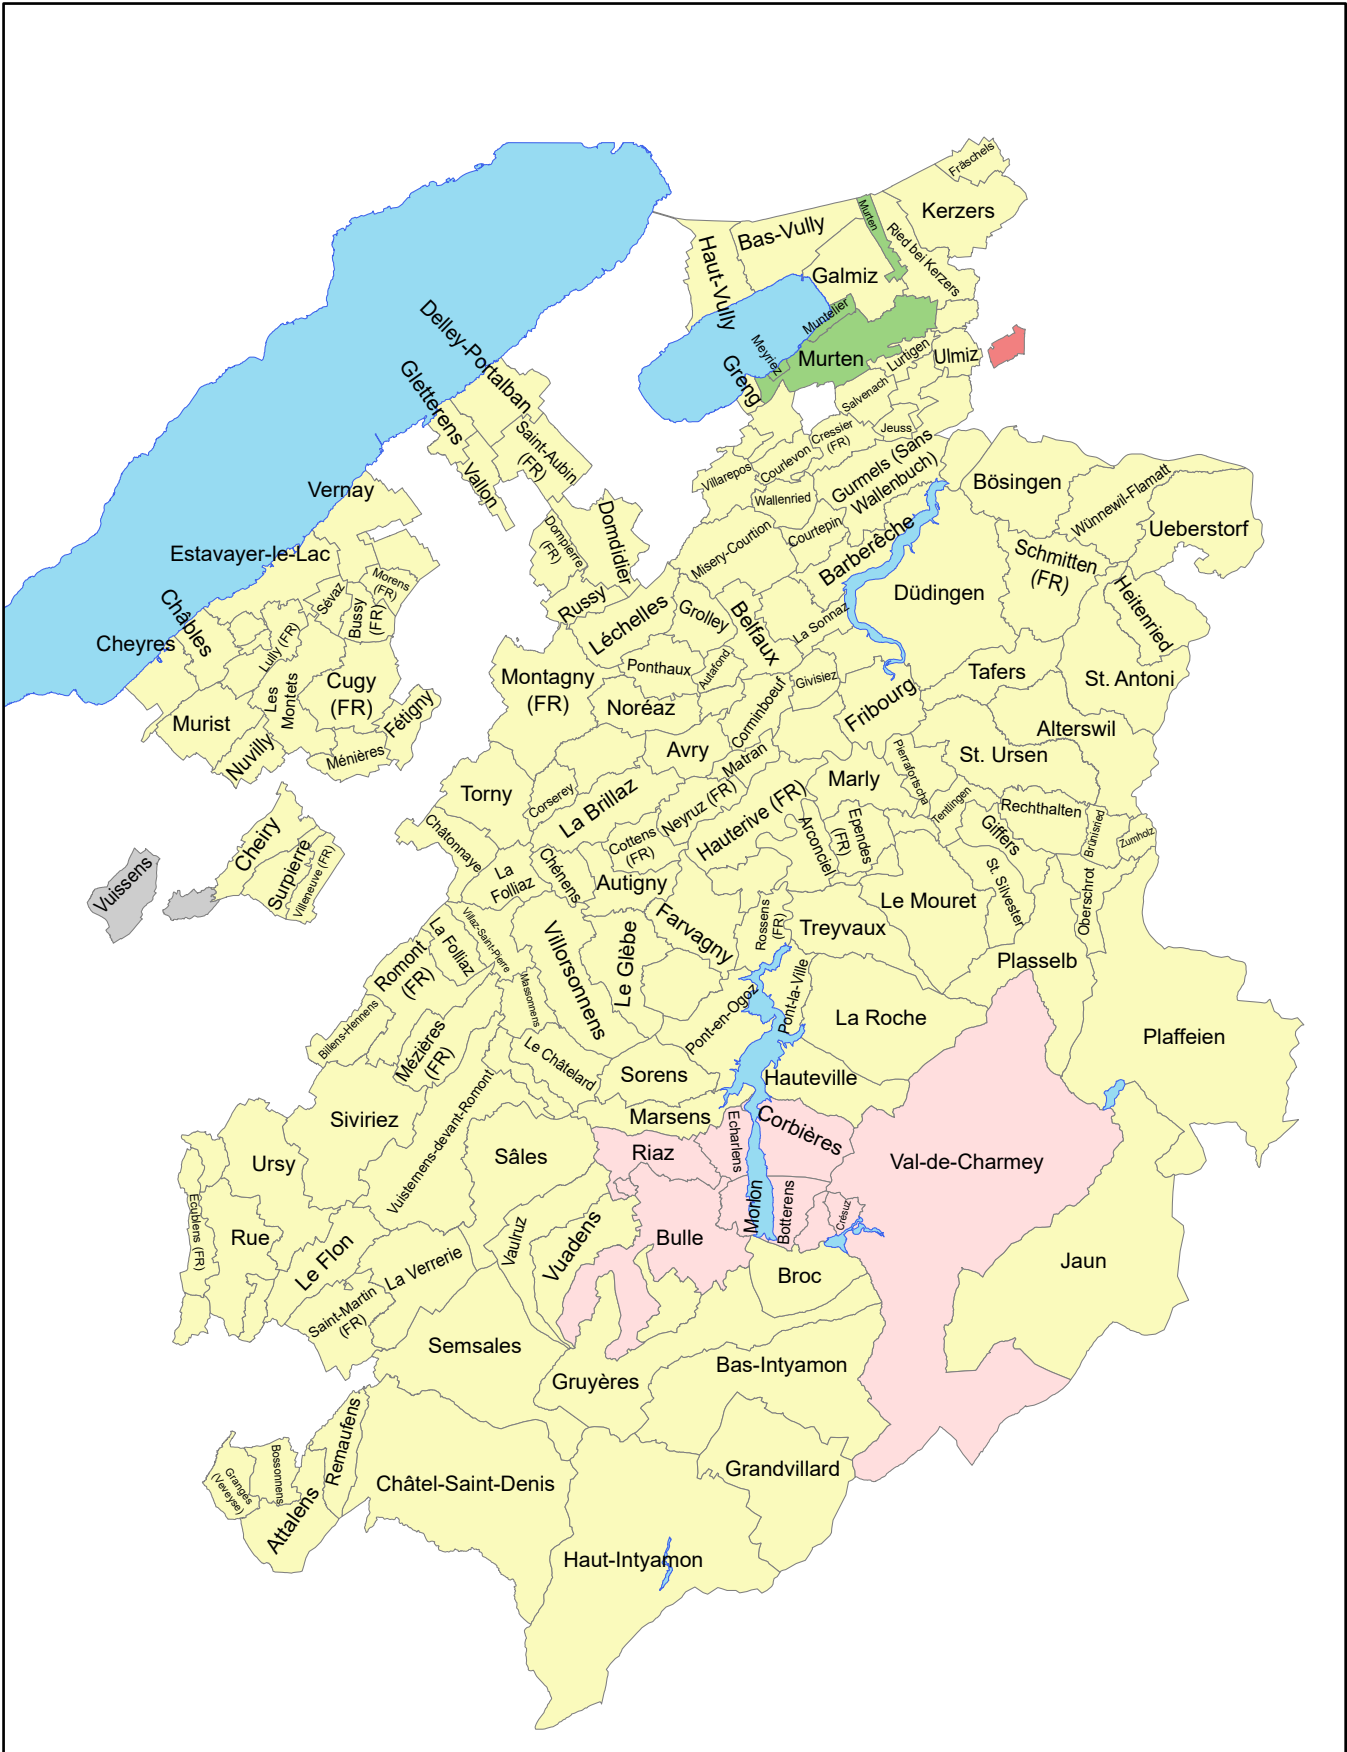 Fräschels
Kerzers
Murten
Bas-Vully
Haut-Vully
Ried bei Kerzers
Galmiz
Muntelier
Meyriez
Murten
Greng
Lurtigen
Ulmiz
Salvenach
Delley-Portalban
Gletterens
Saint-Aubin
(FR)
Vallon
Cressier
(FR)
Jeuss
Courlevon
Villarepos
Wallenried
Gurmels (Sans
Wallenbuch)
Bösingen
Wünnewil-Flamatt
Ueberstorf
Vernay
Domdidier
Dompierre
(FR)
Misery-Courtion
Courtepin
Barberêche
Schmitten
(FR)
Heitenried
Düdingen
Estavayer-le-Lac
Morens
(FR)
Sévaz
Bussy
(FR)
Châbles
Cheyres
Lully (FR)
Russy
Léchelles
Grolley
Belfaux
La Sonnaz
Tafers
St. Antoni
Montagny
(FR)
Ponthaux
Autafond
Givisiez
Corminboeuf
Fribourg
Noréaz
Cugy
(FR)
Les
Montets
Murist
Nuvilly
Ménières
Fétigny
Alterswil
St. Ursen
Avry
Matran
Marly
Pierrafortscha
Tentlingen
Rechthalten
Giffers
Brünisried
Zumholz
Torny
Corserey
La Brillaz
Neyruz (FR)
Hauterive (FR)
Cottens
(FR)
Arconciel
Ependes
(FR)
Châtonnaye
La
Folliaz
Chénens
Autigny
Cheiry
Surpierre
Villeneuve (FR)
Vuissens
St. Silvester
Oberschrot
Le Mouret
Treyvaux
Rossens
(FR)
Farvagny
Le Glèbe
Villorsonnens
Villaz-Saint-Pierre
La Folliaz
Romont
(FR)
Massonnens
Billens-Hennens
Mézières
(FR)
Plasselb
Plaffeien
La Roche
Pont-la-Ville
Pont-en-Ogoz
Le Châtelard
Sorens
Hauteville
Marsens
Siviriez
Vuisternens-devant-Romont
Echarlens
Corbières
Riaz
Val-de-Charmey
Sâles
Ursy
Ecublens (FR)
Rue
Morlon
Botterens
Crésuz
Bulle
Vaulruz
Vuadens
Le Flon
La Verrerie
Saint-Martin
(FR)
Broc
Jaun
Semsales
Bas-Intyamon
Gruyères
Remaufens
Bossonnens
Granges
(Veveyse)
Attalens
Châtel-Saint-Denis
Grandvillard
Haut-Intyamon